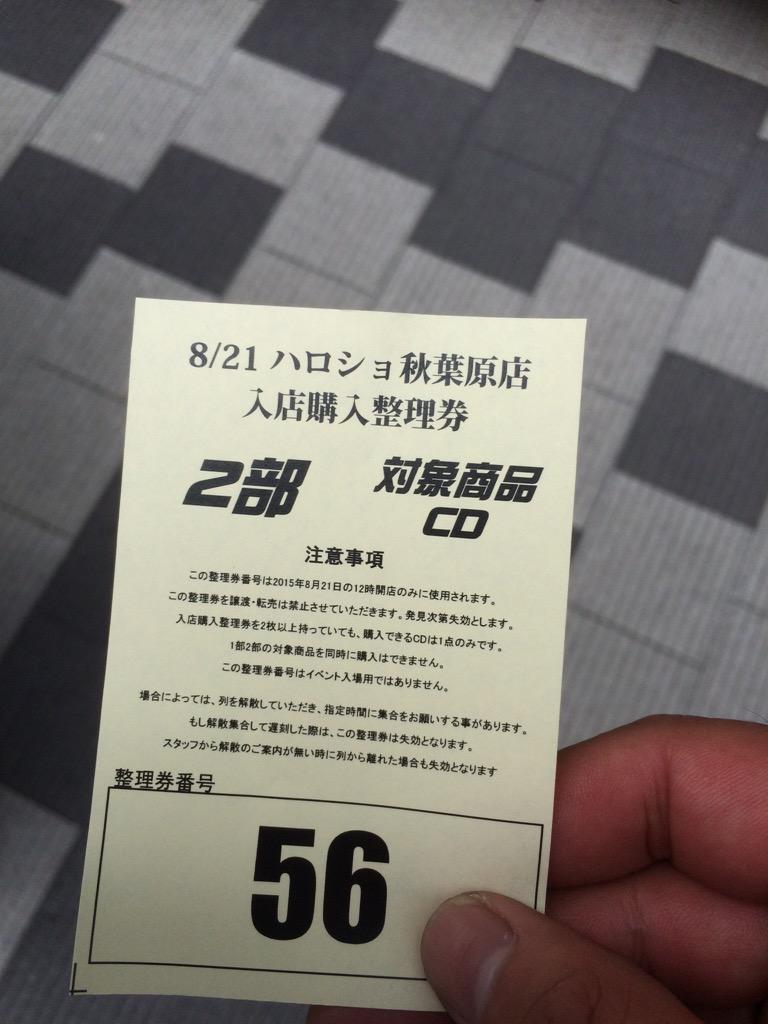 8/21 ハロショ秋葉原店
入店購入整理券
2部 対象商品
CD
注意事項
この整理券番号は2015年8月21日の12時開店のみに使用されます。
この整理券を譲渡・転売は禁止させていただきます。発見次第失効とします。
入店購入整理券を2枚以上持っていても、購入できるCDは1点のみです。
1部2部の対象商品を同時に購入はできません。
この整理券番号はイベント入場用ではありません。
場合によっては、列を解散していただき、指定時間に集合をお願いする事があります。
もし解散集合して遅刻した際は、この整理券は失効となります。
スタッフから解散のご案内が無い時に列から離れた場合も失効となります
整理券番号
56